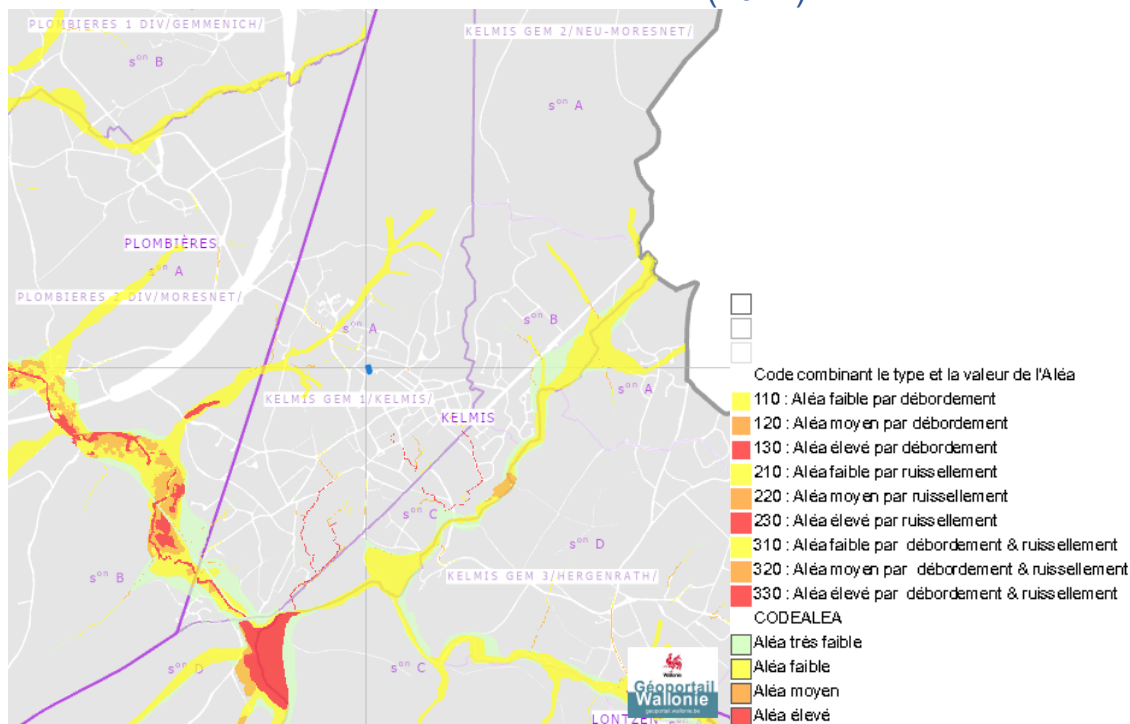 PLOMBIERES 1 DIV/GEMMENICH/
KELMIS GEM 2/NEU-MORESNET/
sᵒⁿ B
sᵒⁿ A
PLOMBIÈRES
sᵒⁿ A
PLOMBIERES 2 DIV/MORESNET/
sᵒⁿ A
sᵒⁿ B
sᵒⁿ A
KELMIS GEM 1/KELMIS/
KELMIS
sᵒⁿ C
sᵒⁿ D
sᵒⁿ B
KELMIS GEM 3/HERGENRATH/
sᵒⁿ D
sᵒⁿ C
LONTZEN
Wallonie
Géoportail
Wallonie
geoportail.wallonie.be
Code combinant le type et la valeur de l'Aléa
110 : Aléa faible par débordement
120 : Aléa moyen par débordement
130 : Aléa élevé par débordement
210 : Aléa faible par ruissellement
220 : Aléa moyen par ruissellement
230 : Aléa élevé par ruissellement
310 : Aléa faible par débordement & ruissellement
320 : Aléa moyen par débordement & ruissellement
330 : Aléa élevé par débordement & ruissellement
CODEALEA
Aléa très faible
Aléa faible
Aléa moyen
Aléa élevé